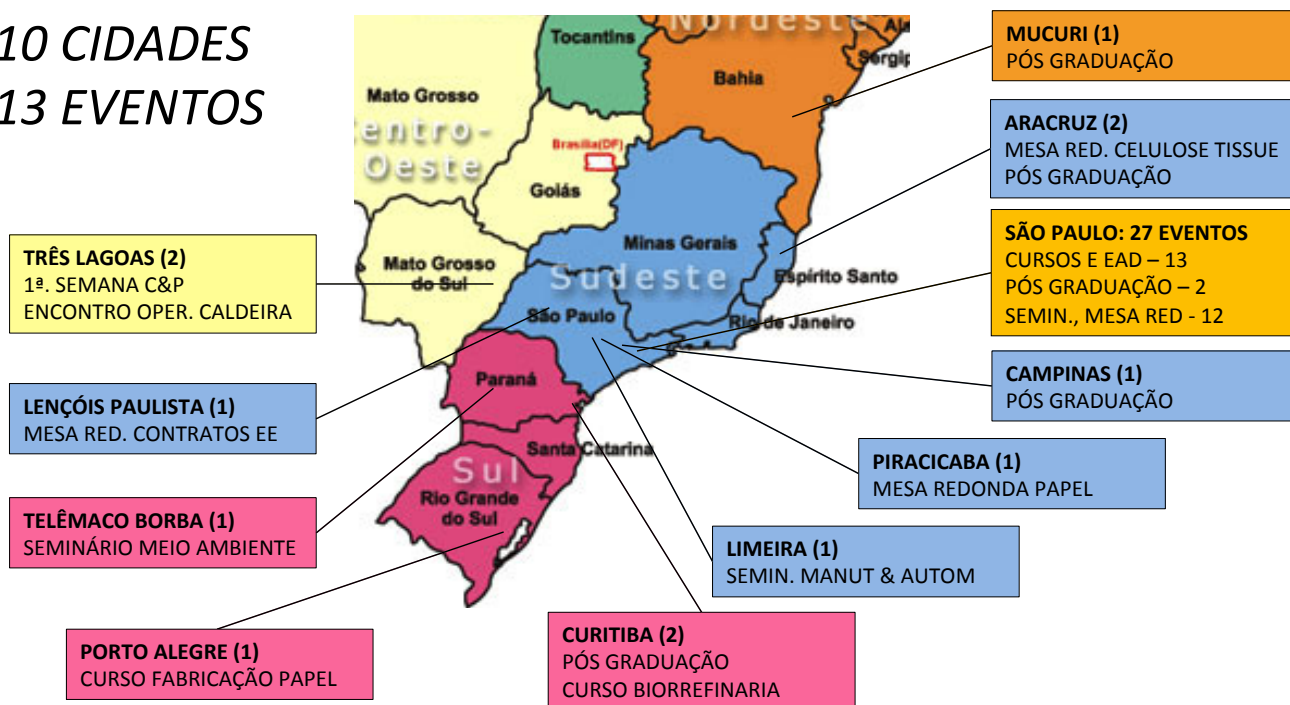 10 CIDADES
13 EVENTOS
Nordeste
Tocantins
Sergip
Bahia
Mato Grosso
Centro-
Oeste
Brasília(DF)
Goiás
Minas Gerais
Mato Grosso
do Sul
Sudeste
Espírito Santo
São Paulo
Rio de Janeiro
Paraná
Santa Catarina
Sul
Rio Grande
do Sul
MUCURI (1)
PÓS GRADUAÇÃO
ARACRUZ (2)
MESA RED. CELULOSE TISSUE
PÓS GRADUAÇÃO
SÃO PAULO: 27 EVENTOS
CURSOS E EAD – 13
PÓS GRADUAÇÃO – 2
SEMIN., MESA RED - 12
TRÊS LAGOAS (2)
1ª. SEMANA C&P
ENCONTRO OPER. CALDEIRA
LENÇÓIS PAULISTA (1)
MESA RED. CONTRATOS EE
CAMPINAS (1)
PÓS GRADUAÇÃO
PIRACICABA (1)
MESA REDONDA PAPEL
TELÊMACO BORBA (1)
SEMINÁRIO MEIO AMBIENTE
LIMEIRA (1)
SEMIN. MANUT & AUTOM
PORTO ALEGRE (1)
CURSO FABRICAÇÃO PAPEL
CURITIBA (2)
PÓS GRADUAÇÃO
CURSO BIORREFINARIA